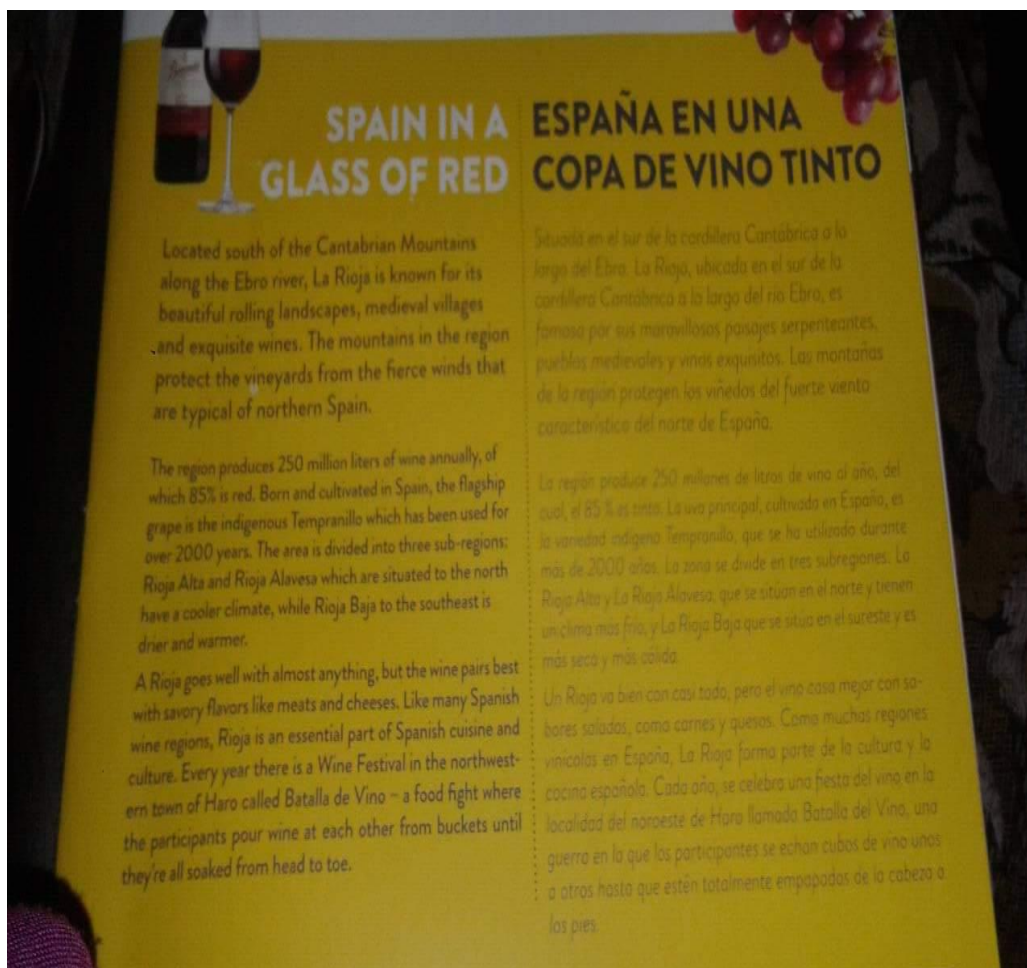 SPAIN IN A
GLASS OF RED
Located south of the Cantabrian Mountains
along the Ebro river, La Rioja is known for its
beautiful rolling landscapes, medieval villages
and exquisite wines. The mountains in the region
protect the vineyards from the fierce winds that
are typical of northern Spain.
The region produces 250 million liters of wine annually, of
which 85% is red. Born and cultivated in Spain, the flagship
grape is the indigenous Tempranillo which has been used for
over 2000 years. The area is divided into three sub-regions:
Rioja Alta and Rioja Alavesa which are situated to the north
have a cooler climate, while Rioja Baja to the southeast is
drier and warmer.
A Rioja goes well with almost anything, but the wine pairs best
with savory flavors like meats and cheeses. Like many Spanish
wine regions, Rioja is an essential part of Spanish cuisine and
culture. Every year there is a Wine Festival in the northwest-
ern town of Haro called Batalla de Vino – a food fight where
the participants pour wine at each other from buckets until
they're all soaked from head to toe.
ESPAÑA EN UNA
COPA DE VINO TINTO
Situada en el sur de la cordillera Cantábrica a lo
largo del Ebro. La Rioja, ubicada en el sur de la
cordillera Cantábrica a lo largo del río Ebro, es
famosa por sus maravillosos paisajes serpenteantes,
pueblos medievales y vinos exquisitos. Las montañas
de la región protegen los viñedos del fuerte viento
característico del norte de España.
La región produce 250 millones de litros de vino al año, del
cual, el 85 % es tinto. La uva principal, cultivada en España, es
la variedad indígena Tempranillo, que se ha utilizado durante
más de 2000 años. La zona se divide en tres subregiones. La
Rioja Alta y La Rioja Alavesa, que se sitúan en el norte y tienen
un clima más frío, y La Rioja Baja que se sitúa en el sureste y es
más seca y más cálida.
Un Rioja va bien con casi todo, pero el vino casa mejor con sa-
bores salados, como carnes y quesos. Como muchas regiones
vinícolas en España, La Rioja forma parte de la cultura y la
cocina española. Cada año, se celebra una fiesta del vino en la
localidad del noroeste de Haro llamada Batalla del Vino, una
guerra en la que los participantes se echan cubos de vino unos
a otros hasta que estén totalmente empapados de la cabeza a
los pies.